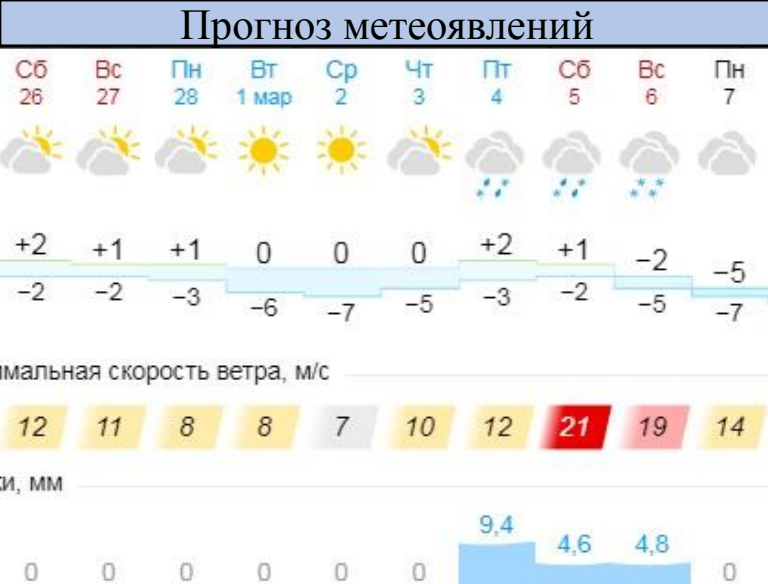 Прогноз метеоявлений
Сб Вс Пн Вт Ср Чт Пт Сб Вс Пн
26 27 28 1 мар 2 3 4 5 6 7
+2 +1 +1 0 0 0 +2 +1 −2 −5
−2 −2 −3 −6 −7 −5 −3 −2 −5 −7
имальная скорость ветра, м/с
12 11 8 8 7 10 12 21 19 14
ки, мм
0 0 0 0 0 0 9,4 4,6 4,8 0